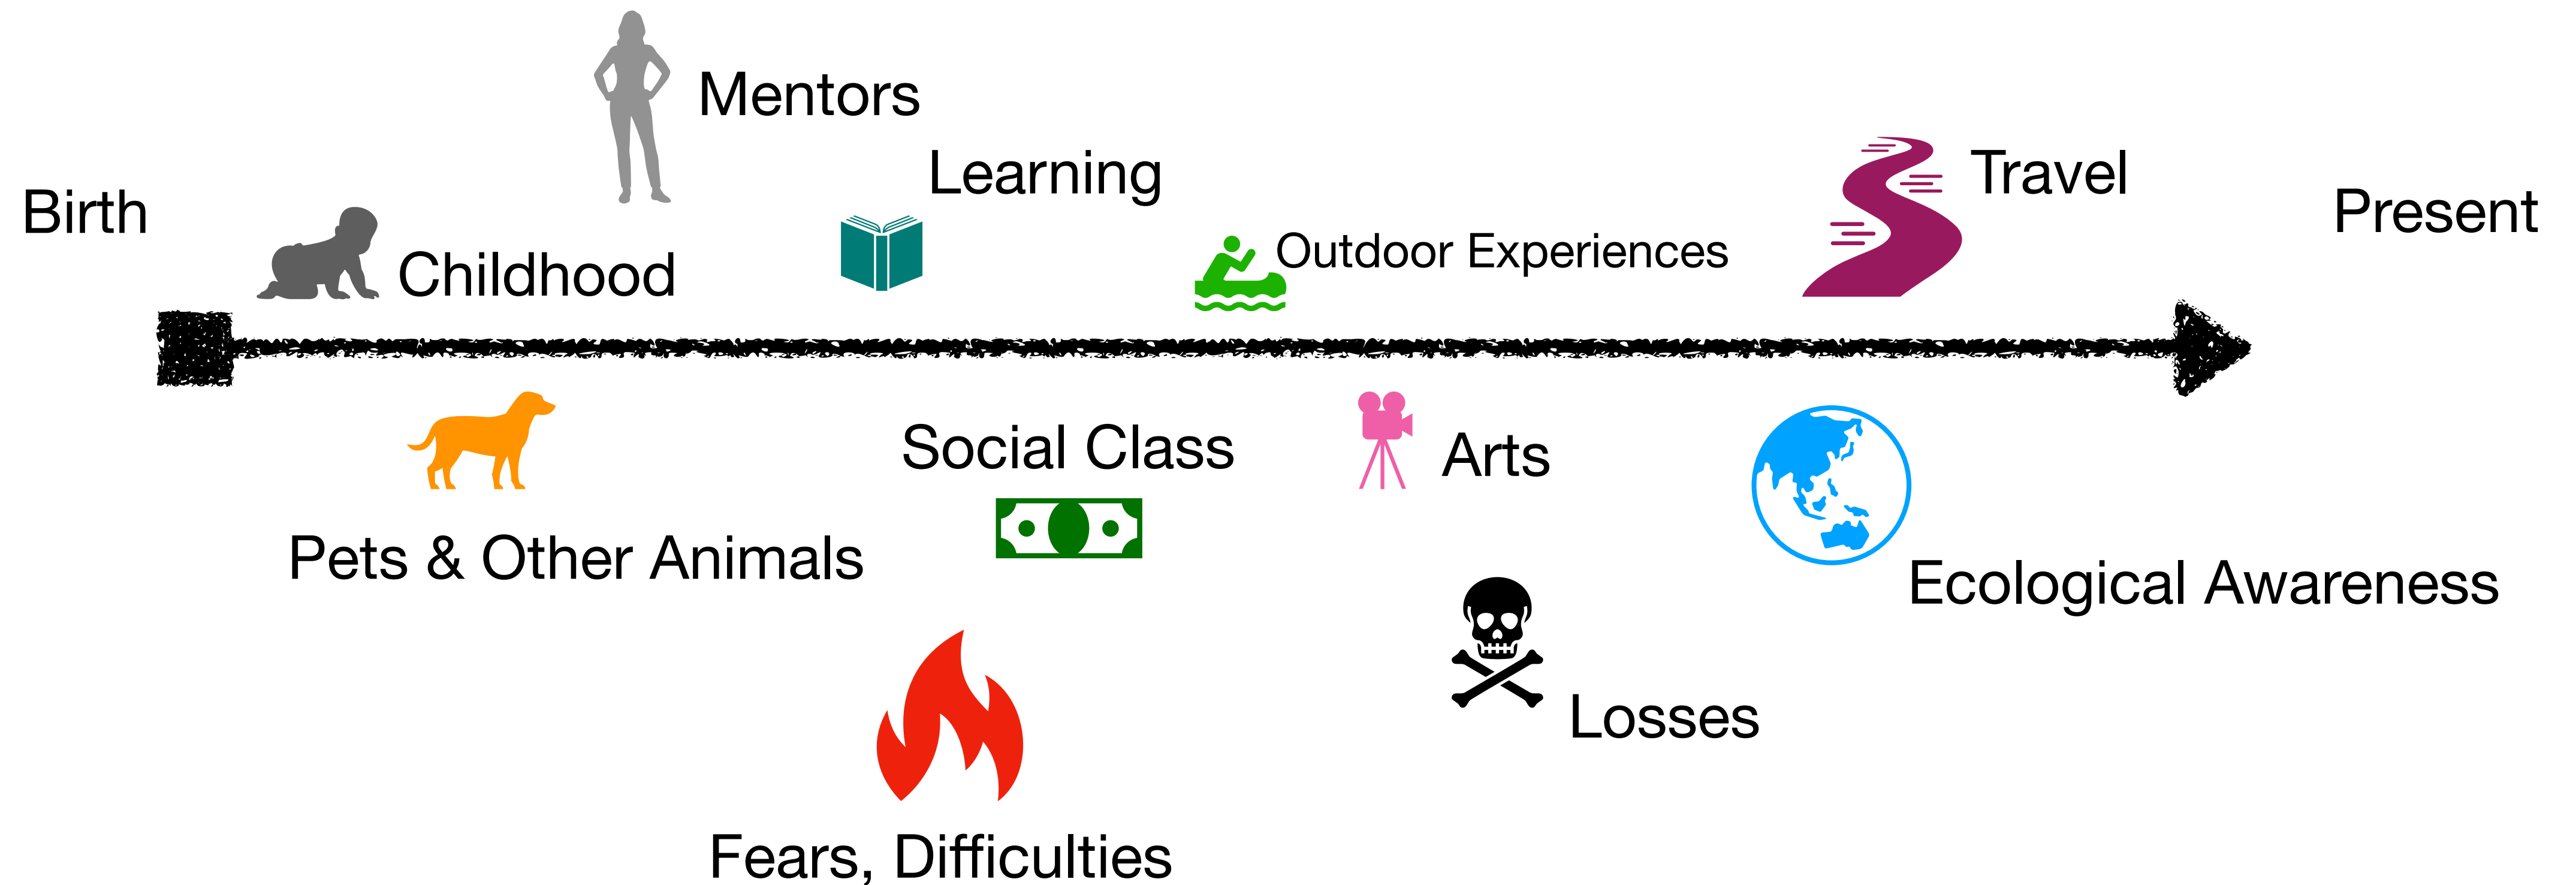 Mentors
Learning
Travel
Birth
Present
Outdoor Experiences
Childhood
Social Class
Arts
Pets & Other Animals
Ecological Awareness
Losses
Fears, Difficulties